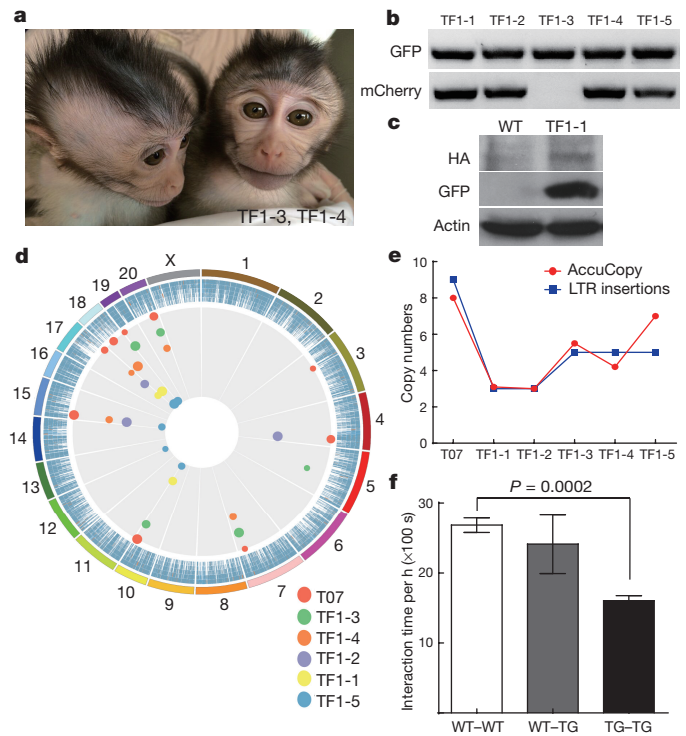 a
TF1-3, TF1-4
b
TF1-1 TF1-2 TF1-3 TF1-4 TF1-5
GFP
mCherry
c
WT TF1-1
HA
GFP
Actin
d
X 1 2 3 4 5 6 7 8 9 10 11 12 13 14 15 16 17 18 19 20
T07
TF1-3
TF1-4
TF1-2
TF1-1
TF1-5
e
AccuCopy
LTR insertions
Copy numbers
10
8
6
4
2
0
T07 TF1-1 TF1-2 TF1-3 TF1-4 TF1-5
f
P = 0.0002
Interaction time per h (×100 s)
30
20
10
WT–WT WT–TG TG–TG